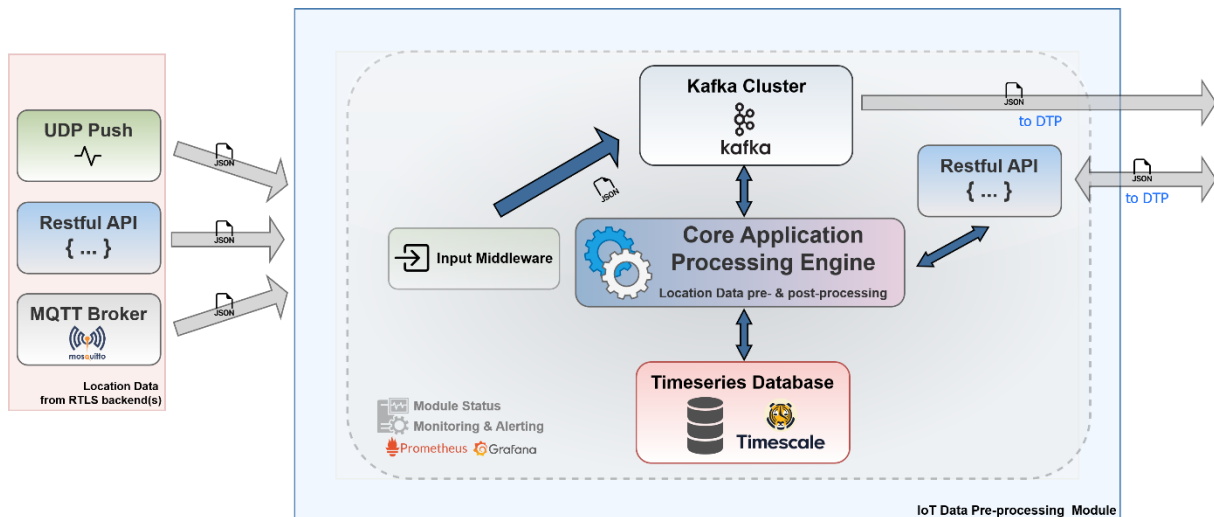 UDP Push
JSON
Restful API
{ ... }
JSON
MQTT Broker
mosquitto
JSON
Location Data
from RTLS backend(s)
Kafka Cluster
kafka
JSON
to DTP
JSON
Restful API
{ ... }
JSON
to DTP
Input Middleware
Core Application
Processing Engine
Location Data pre- & post-processing
Timeseries Database
Timescale
Module Status
Monitoring & Alerting
Prometheus
Grafana
IoT Data Pre-processing Module